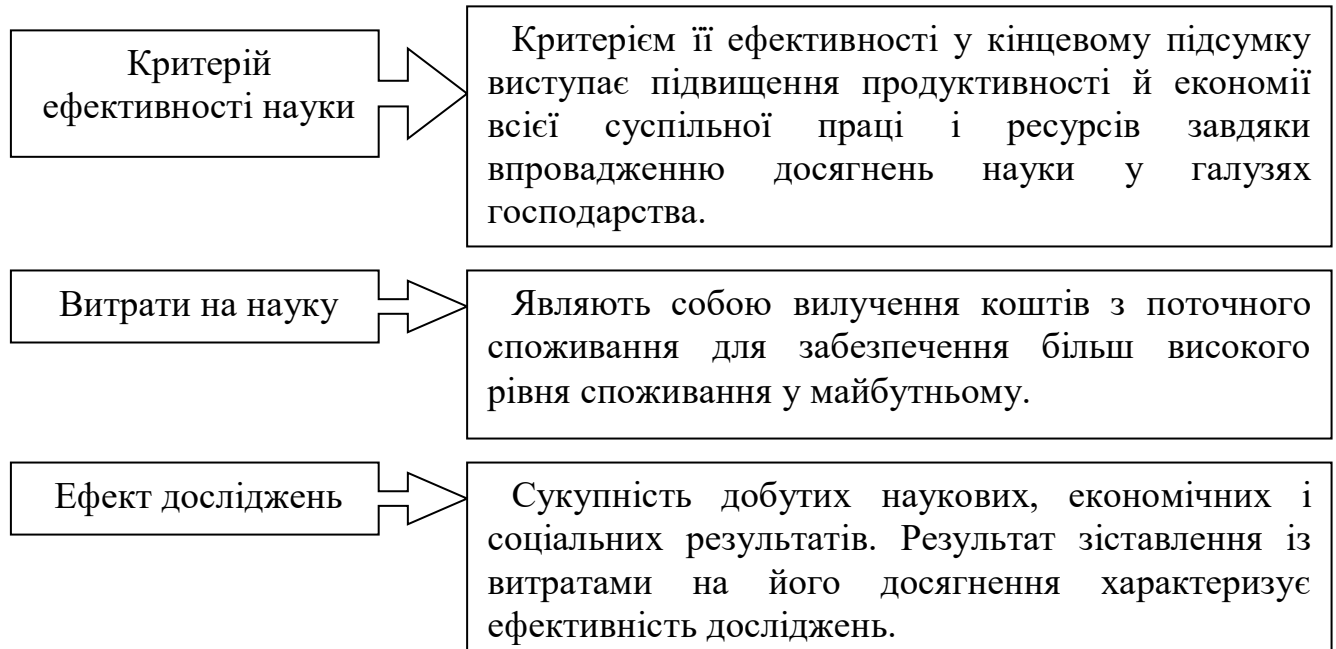 Критерій
ефективності науки
Критерієм її ефективності у кінцевому підсумку
виступає підвищення продуктивності й економії
всієї суспільної праці і ресурсів завдяки
впровадженню досягнень науки у галузях
господарства.
Витрати на науку
Являють собою вилучення коштів з поточного
споживання для забезпечення більш високого
рівня споживання у майбутньому.
Ефект досліджень
Сукупність добутих наукових, економічних і
соціальних результатів. Результат зіставлення із
витратами на його досягнення характеризує
ефективність досліджень.